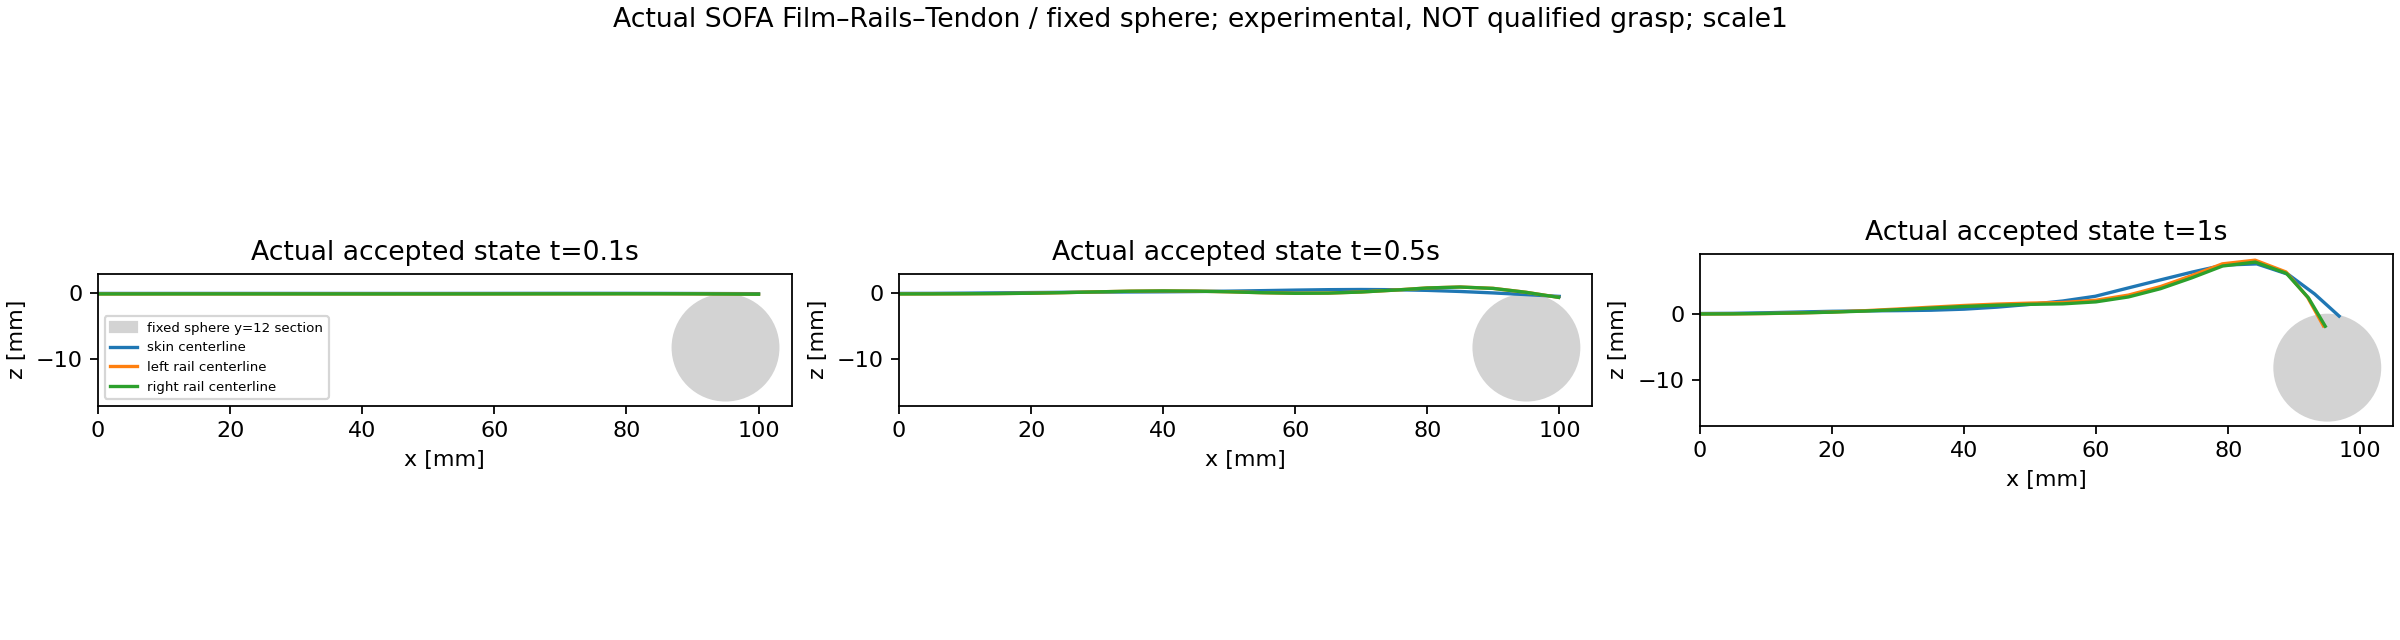 Actual SOFA Film–Rails–Tendon / fixed sphere; experimental, NOT qualified grasp; scale1
Actual accepted state t=0.1s
0
−10
z [mm]
fixed sphere y=12 section
skin centerline
left rail centerline
right rail centerline
0 20 40 60 80 100
x [mm]
Actual accepted state t=0.5s
0
−10
z [mm]
0 20 40 60 80 100
x [mm]
Actual accepted state t=1s
0
−10
z [mm]
0 20 40 60 80 100
x [mm]